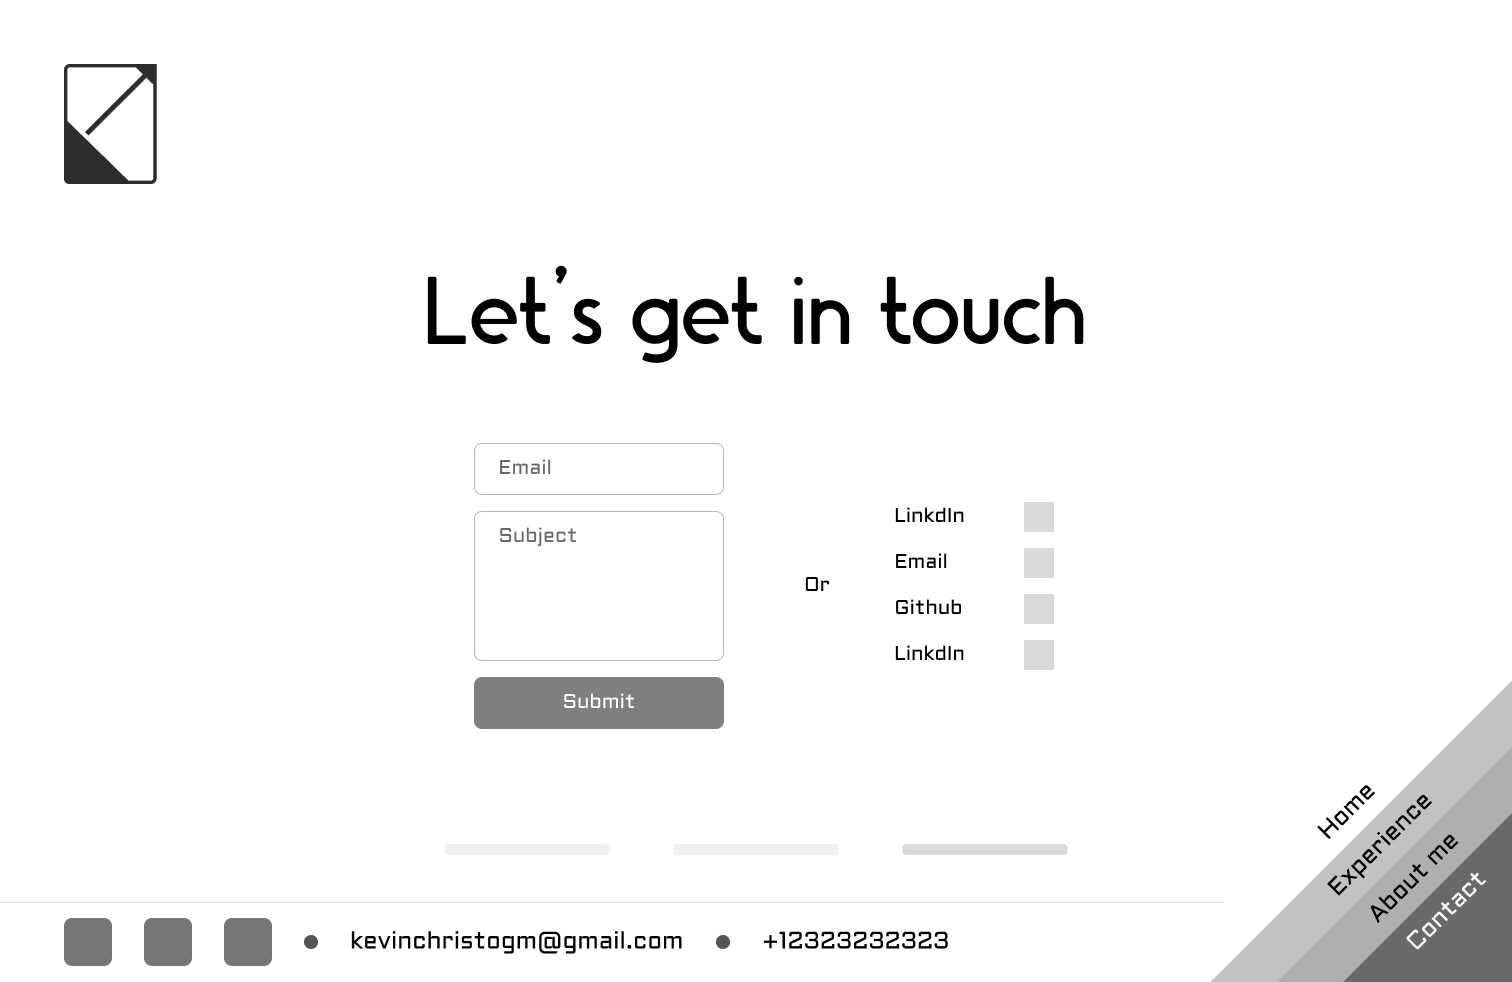 Let's get in touch
Email
Subject
Submit
Or
LinkdIn
Email
Github
LinkdIn
Home
Experience
About me
Contact
kevinchristogm@gmail.com
+12323232323